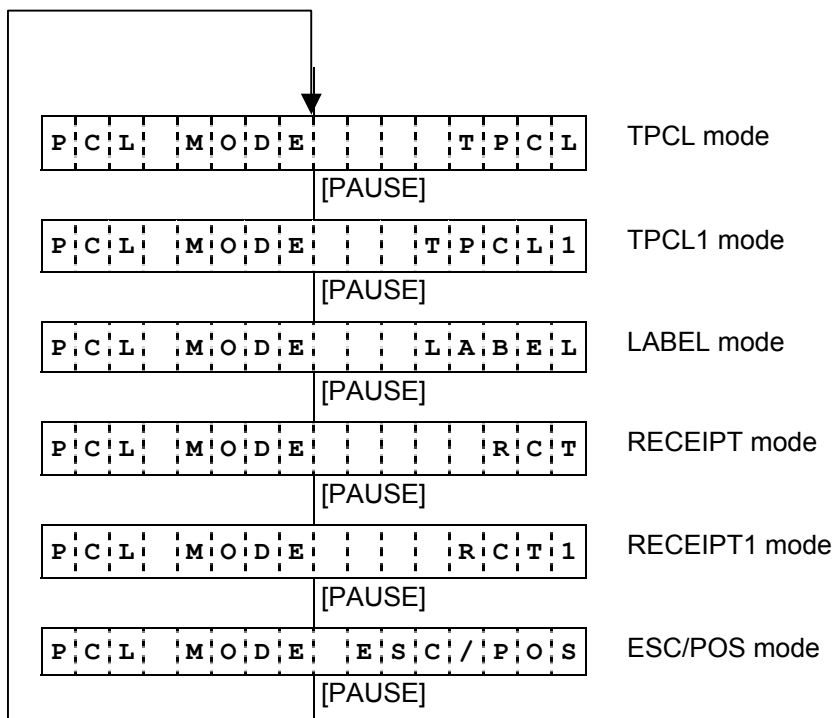 PCL MODE TPCL TPCL mode
[PAUSE]
PCL MODE TPCL1 TPCL1 mode
[PAUSE]
PCL MODE LABEL LABEL mode
[PAUSE]
PCL MODE RCT RECEIPT mode
[PAUSE]
PCL MODE RCT1 RECEIPT1 mode
[PAUSE]
PCL MODE ESC/POS ESC/POS mode
[PAUSE]